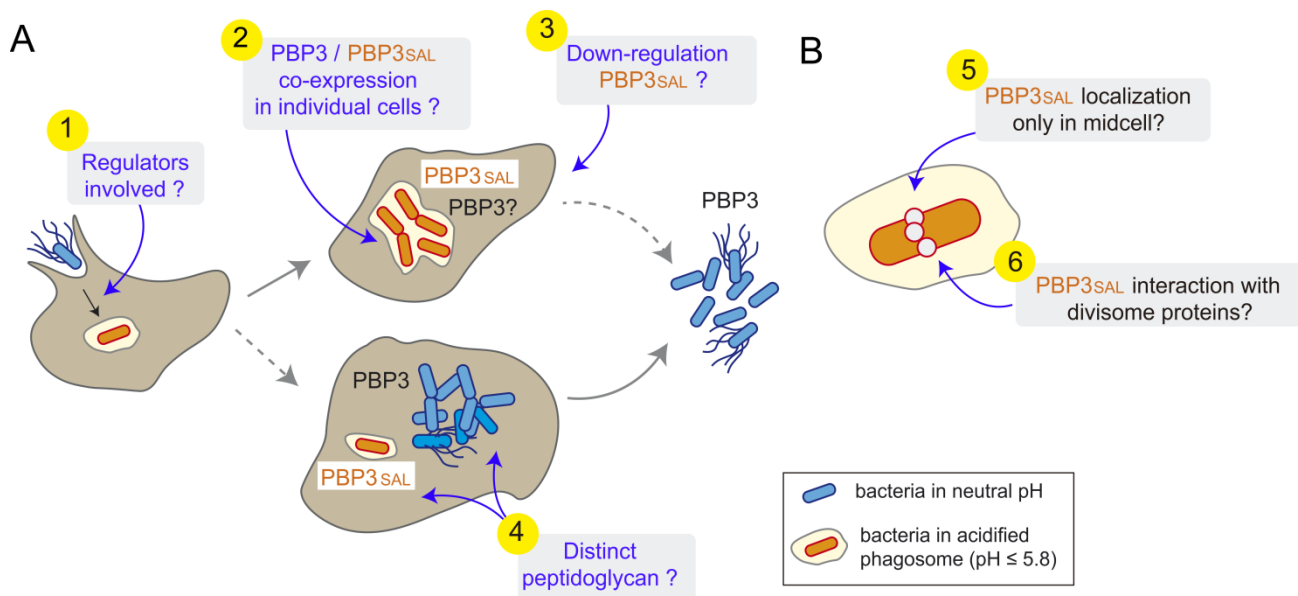 A
1
Regulators
involved ?
2
PBP3 / PBP3SAL
co-expression
in individual cells ?
3
Down-regulation
PBP3SAL ?
PBP3SAL
PBP3?
PBP3
PBP3
PBP3SAL
4
Distinct
peptidoglycan ?
B
5
PBP3SAL localization
only in midcell?
6
PBP3SAL interaction with
divisome proteins?
bacteria in neutral pH
bacteria in acidified
phagosome (pH ≤ 5.8)